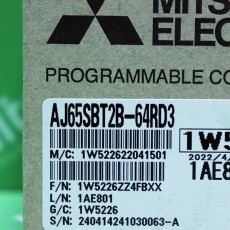 MITS
ELEC
PROGRAMMABLE CO
AJ65SBT2B-64RD3
1W5
M/C: 1W522622041501
2022/4/
1AE8
F/N: 1W5226ZZ4FBXX
L/N: 1AE801
G/C: 1W5226
S/N: 240414241030063-A